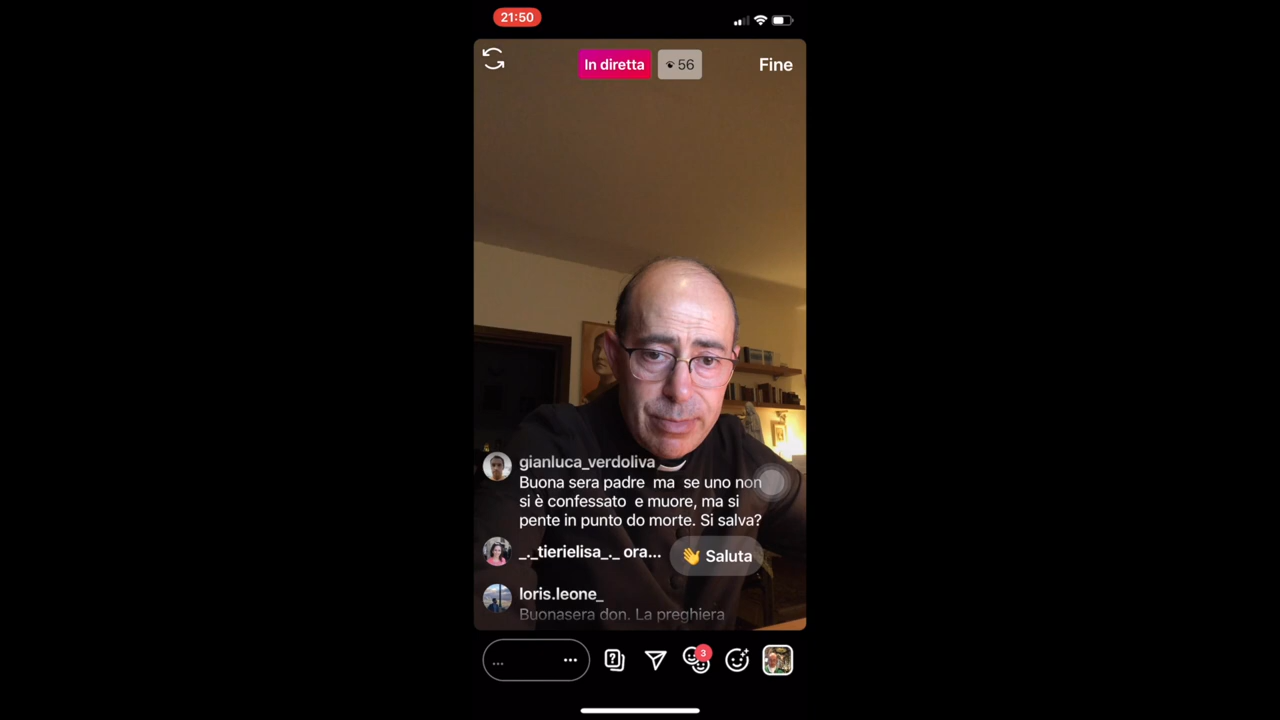 21:50
In diretta
56
Fine
gianluca_verdoliva
Buona sera padre ma se uno non
si è confessato e muore, ma si
pente in punto do morte. Si salva?
_._tierielisa_._ ora...
👋 Saluta
loris.leone_
Buonasera don. La preghiera
...
3